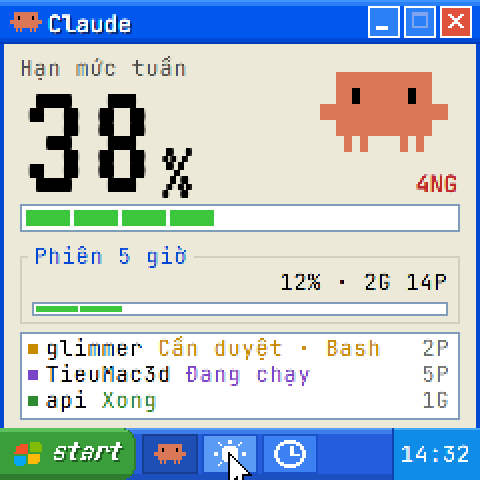 Claude
Hạn mức tuần
38%
4NG
Phiên 5 giờ
12% · 2G 14P
glimmer Cần duyệt · Bash 2P
TieuMac3d Đang chạy 5P
api Xong 1G
start 14:32